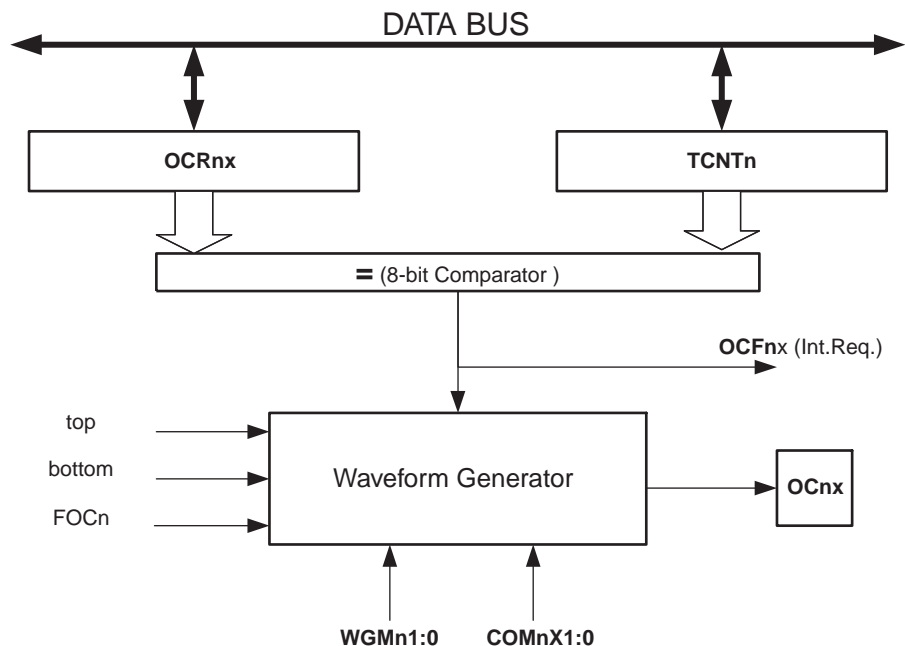 DATA BUS
OCRnx
TCNTn
= (8-bit Comparator )
OCFnx (Int.Req.)
top
bottom
FOCn
Waveform Generator
OCnx
WGMn1:0
COMnX1:0